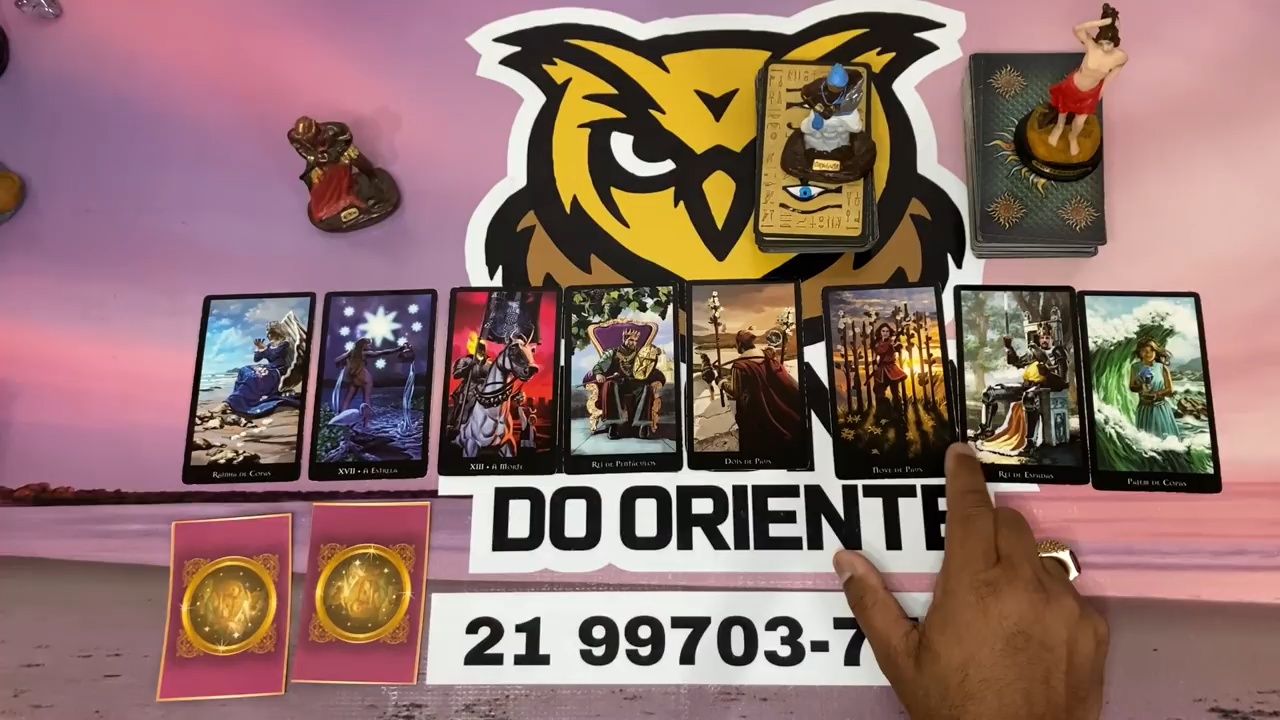 Rainha de Copas
XVII • A Estrela
XIII • A Morte
Rei de Pentáculos
Dois de Paus
Nove de Paus
Rei de Espadas
Pajem de Copas
DO ORIENTE
21 99703-7